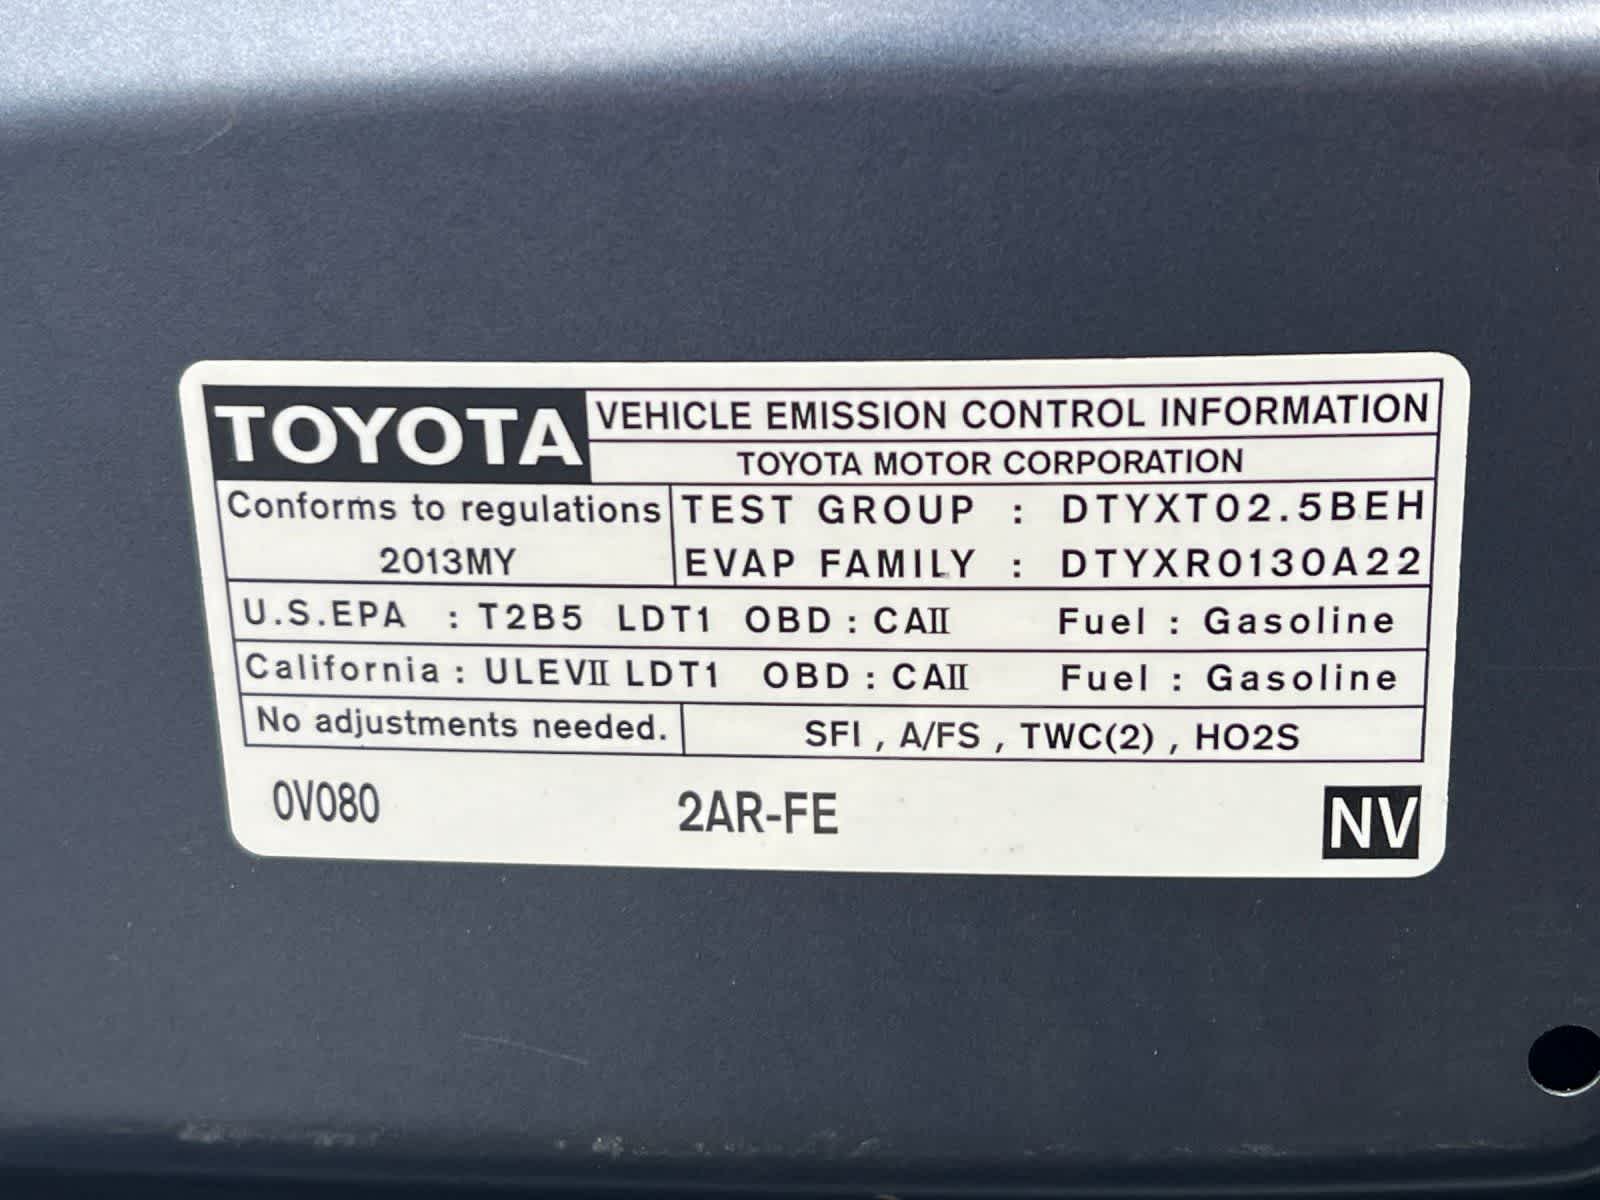 TOYOTA VEHICLE EMISSION CONTROL INFORMATION
TOYOTA MOTOR CORPORATION
Conforms to regulations TEST GROUP : DTYXT02.5BEH
2013MY EVAP FAMILY : DTYXR0130A22
U.S.EPA : T2B5 LDT1 OBD : CAⅡ Fuel : Gasoline
California : ULEVⅡ LDT1 OBD : CAⅡ Fuel : Gasoline
No adjustments needed. SFI , A/FS , TWC(2) , HO2S
0V080 2AR-FE NV